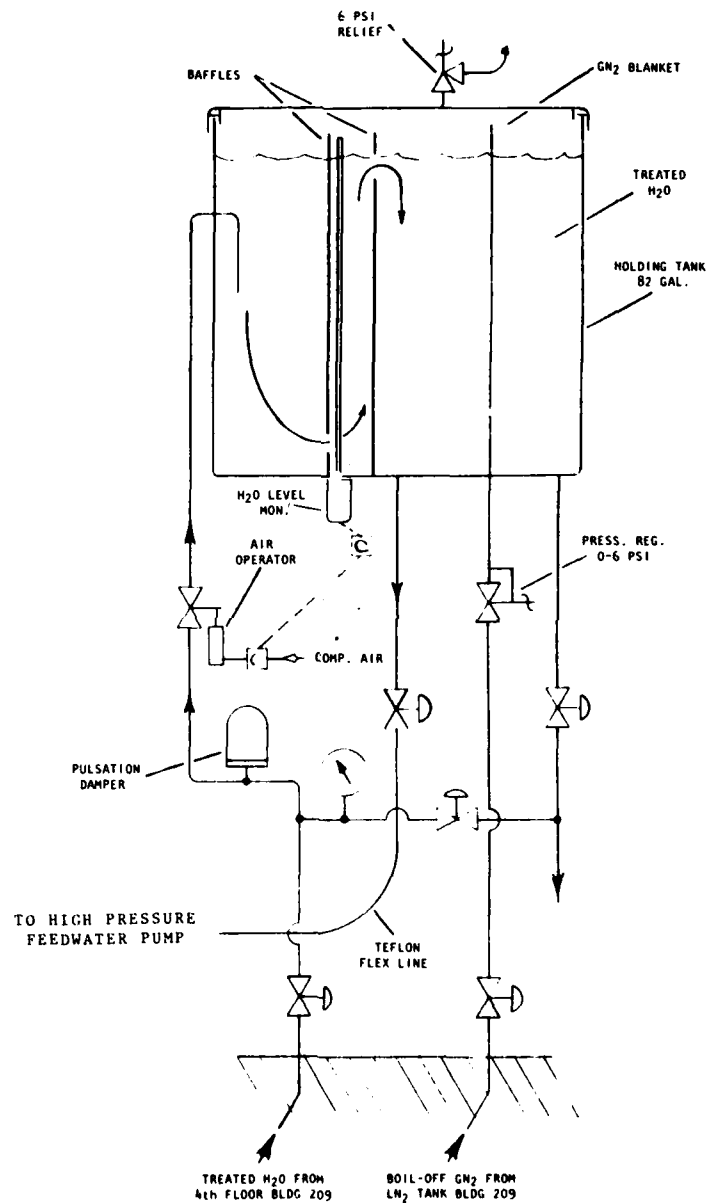 6 PSI
RELIEF
BAFFLES
GN2 BLANKET
TREATED
H2O
HOLDING TANK
82 GAL.
H2O LEVEL
MON.
AIR
OPERATOR
PRESS. REG.
0-6 PSI
COMP. AIR
PULSATION
DAMPER
TO HIGH PRESSURE
FEEDWATER PUMP
TEFLON
FLEX LINE
TREATED H2O FROM
4th FLOOR BLDG 209
BOIL-OFF GN2 FROM
LN2 TANK BLDG 209